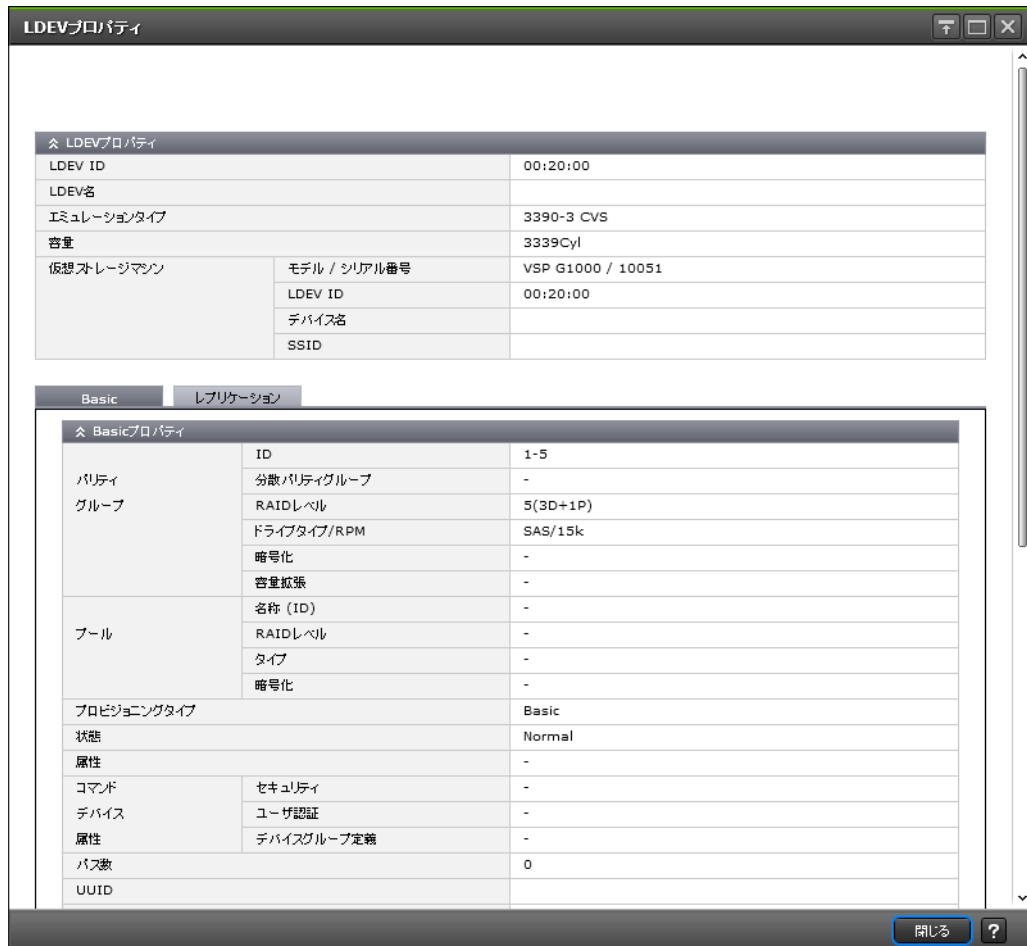 LDEVプロパティ
LDEVプロパティ
LDEV ID 00:20:00
LDEV名
エミュレーションタイプ 3390-3 CVS
容量 3339Cyl
仮想ストレージマシン モデル / シリアル番号 VSP G1000 / 10051
LDEV ID 00:20:00
デバイス名
SSID
Basic レプリケーション
Basicプロパティ
パリティ
グループ
ID 1-5
分散パリティグループ -
RAIDレベル 5(3D+1P)
ドライブタイプ/RPM SAS/15k
暗号化 -
容量拡張 -
プール
名称 (ID) -
RAIDレベル -
タイプ -
暗号化 -
プロビジョニングタイプ Basic
状態 Normal
属性 -
コマンド
デバイス
属性
セキュリティ -
ユーザ認証 -
デバイスグループ定義 -
パス数 0
UUID
閉じる ?